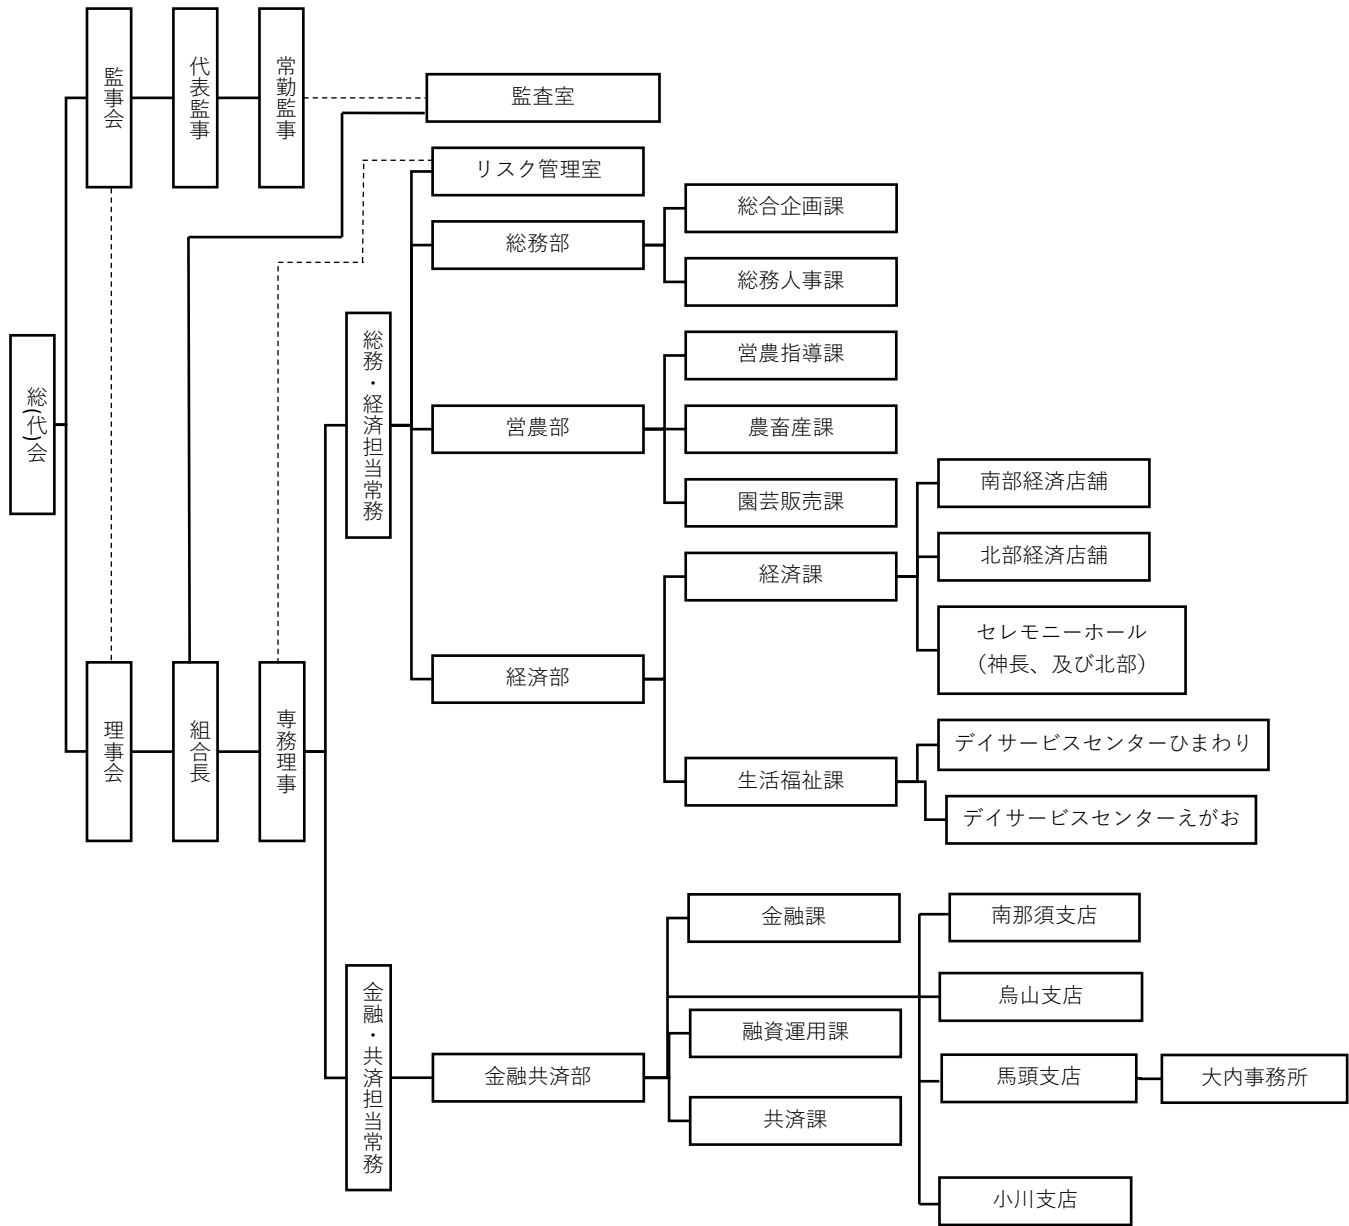 監事会
代表監事
常勤監事
監査室
リスク管理室
総合企画課
総務部
総務人事課
総務・経済担当常務
総(代)会
営農指導課
営農部
農畜産課
園芸販売課
南部経済店舗
経済課
北部経済店舗
セレモニーホール
（神長、及び北部）
経済部
理事会
組合長
専務理事
デイサービスセンターひまわり
生活福祉課
デイサービスセンターえがお
金融課
南那須支店
金融・共済担当常務
烏山支店
融資運用課
金融共済部
馬頭支店
大内事務所
共済課
小川支店